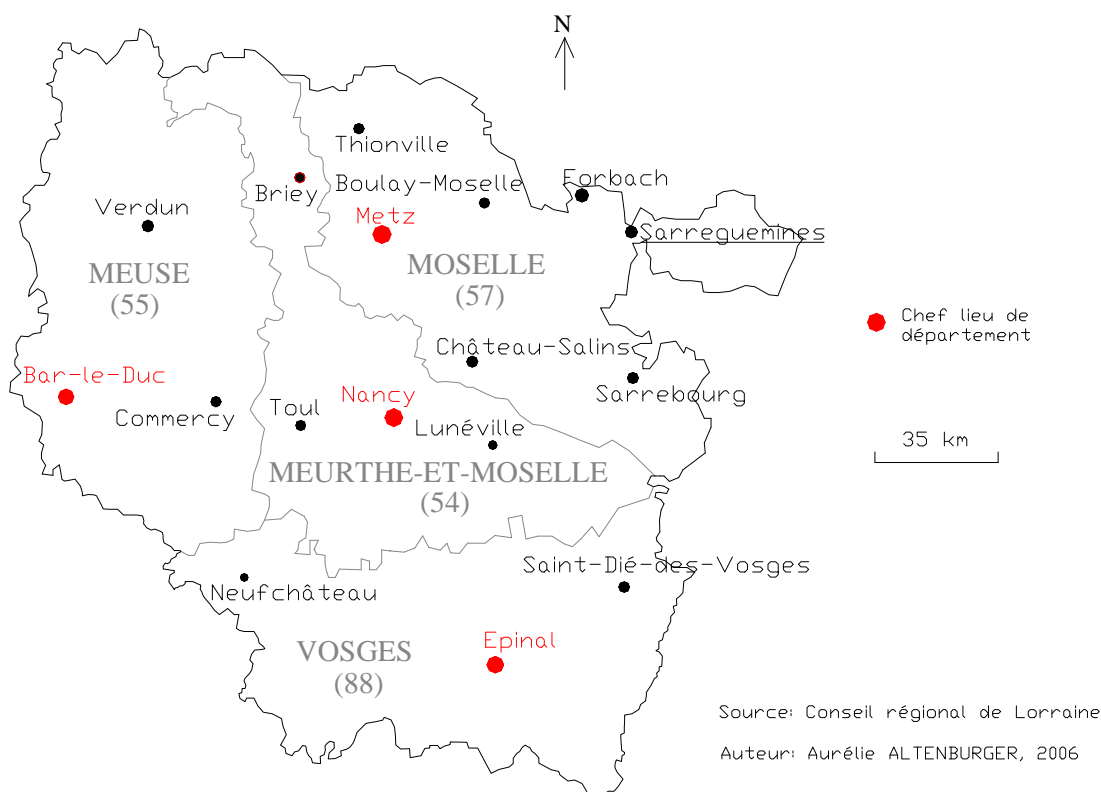 N
Thionville
Briey
Boulay-Moselle
Forbach
Verdun
Metz
Sarreguemines
MEUSE
(55)
MOSELLE
(57)
Chef lieu de
département
Château-Salins
Bar-le-Duc
Nancy
Sarrebourg
Commercy
Toul
Lunéville
35 km
MEURTHE-ET-MOSELLE
(54)
Saint-Dié-des-Vosges
Neufchâteau
Epinal
VOSGES
(88)
Source: Conseil régional de Lorraine
Auteur: Aurélie ALTENBURGER, 2006